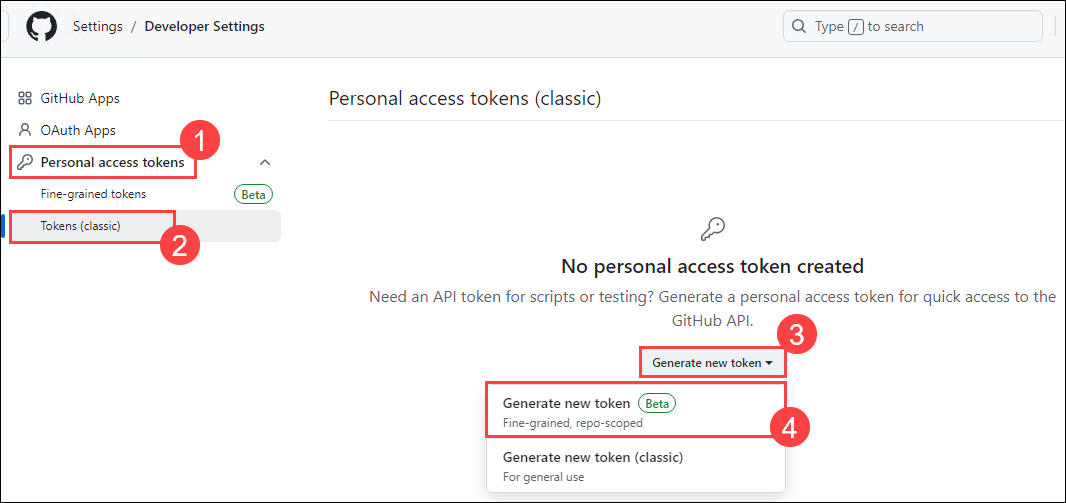 Settings / Developer Settings
Type / to search
GitHub Apps
OAuth Apps
1
Personal access tokens
Fine-grained tokens Beta
Tokens (classic)
2
Personal access tokens (classic)
No personal access token created
Need an API token for scripts or testing? Generate a personal access token for quick access to the
GitHub API.
3
Generate new token
Generate new token Beta
Fine-grained, repo-scoped
4
Generate new token (classic)
For general use